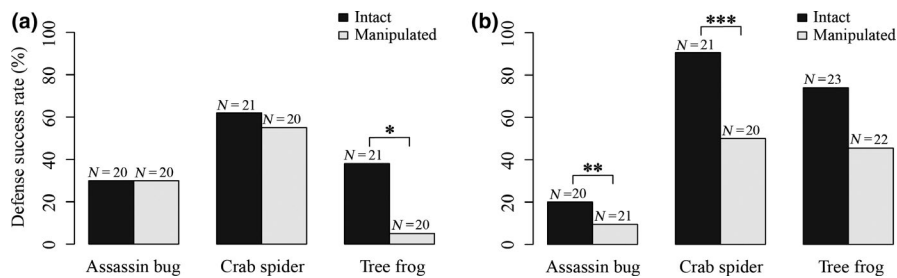 (a)
Intact
Manipulated
Defense success rate (%)
100
80
60
40
20
0
N = 20 N = 20
N = 21
N = 20
*
N = 21
N = 20
Assassin bug Crab spider Tree frog
(b)
Intact
Manipulated
100
80
60
40
20
0
**
N = 20
N = 21
***
N = 21
N = 20
N = 23
N = 22
Assassin bug Crab spider Tree frog